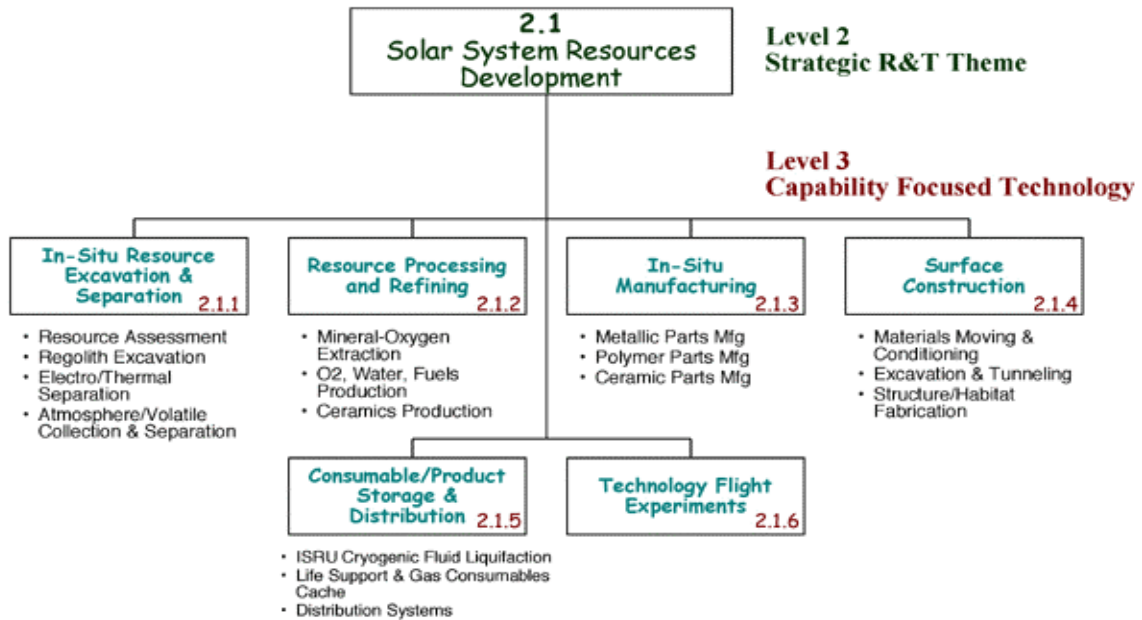 2.1
Solar System Resources
Development
Level 2
Strategic R&T Theme
Level 3
Capability Focused Technology
In-Situ Resource
Excavation &
Separation 2.1.1
• Resource Assessment
• Regolith Excavation
• Electro/Thermal
Separation
• Atmosphere/Volatile
Collection & Separation
Resource Processing
and Refining
2.1.2
• Mineral-Oxygen
Extraction
• O2, Water, Fuels
Production
• Ceramics Production
In-Situ
Manufacturing
2.1.3
• Metallic Parts Mfg
• Polymer Parts Mfg
• Ceramic Parts Mfg
Surface
Construction
2.1.4
• Materials Moving &
Conditioning
• Excavation & Tunneling
• Structure/Habitat
Fabrication
Consumable/Product
Storage &
Distribution 2.1.5
• ISRU Cryogenic Fluid Liquifaction
• Life Support & Gas Consumables
Cache
• Distribution Systems
Technology Flight
Experiments
2.1.6